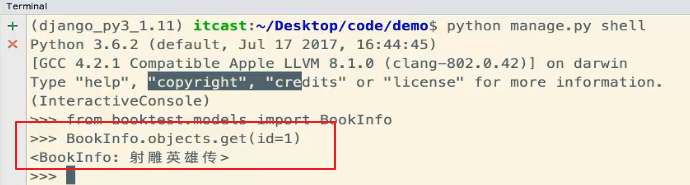 Terminal
(django_py3_1.11) itcast:~/Desktop/code/demo$ python manage.py shell
Python 3.6.2 (default, Jul 17 2017, 16:44:45)
[GCC 4.2.1 Compatible Apple LLVM 8.1.0 (clang-802.0.42)] on darwin
Type "help", "copyright", "credits" or "license" for more information.
(InteractiveConsole)
>>> from booktest.models import BookInfo
>>> BookInfo.objects.get(id=1)
<BookInfo: 射雕英雄传>
>>>